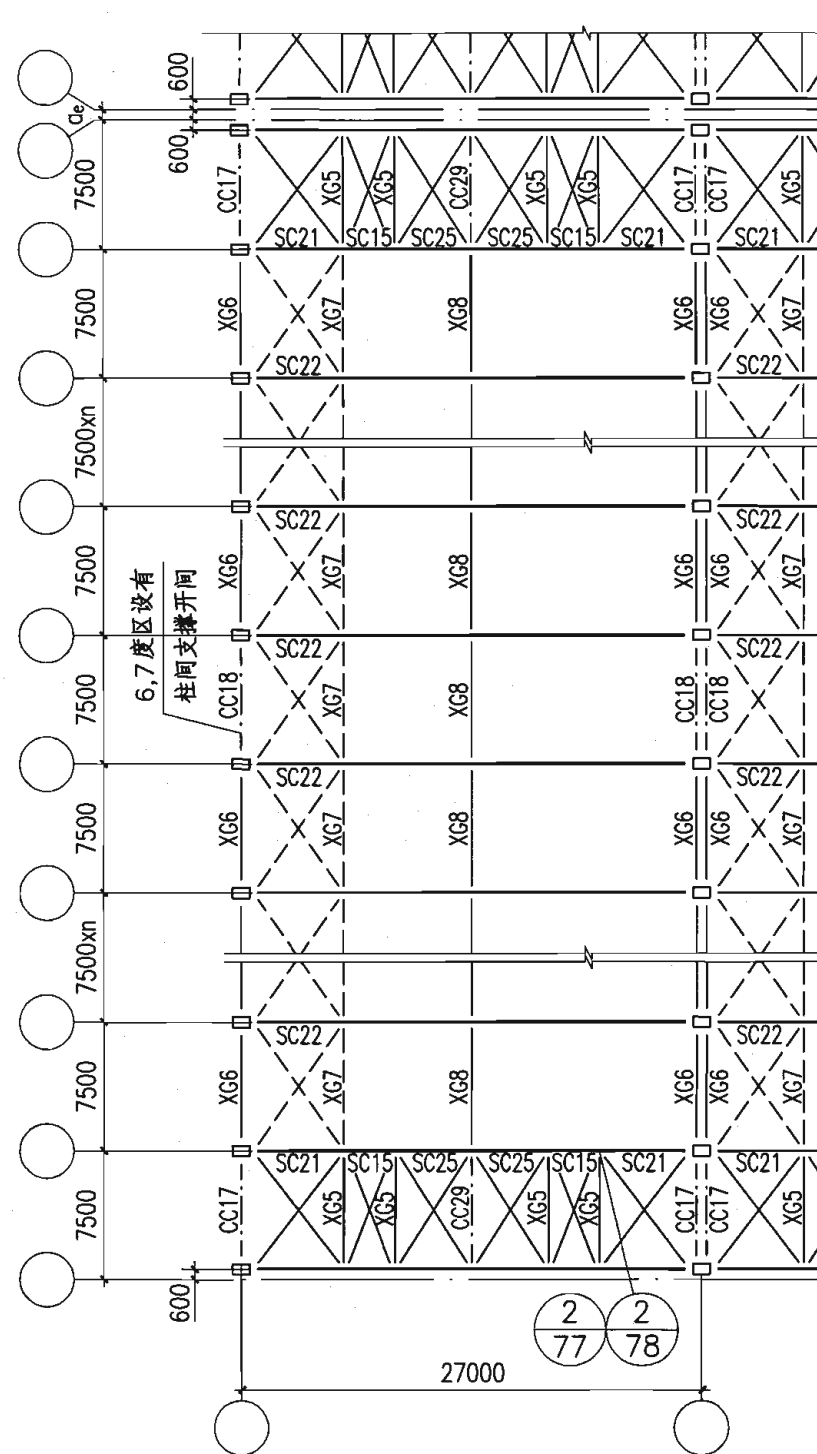 600
ae
600
7500
CC17 XG5 XG5 CC29 XG5 XG5 CC17 CC17 XG5
SC21 SC15 SC25 SC25 SC15 SC21 SC21
7500
XG6 XG7 XG8 XG6 XG6 XG7
SC22 SC22
7500xn
SC22 SC22
7500
XG6 XG7 XG8 XG6 XG6 XG7
6,7度区设有
柱间支撑开间
SC22 SC22
7500
CC18 XG7 XG8 CC18 CC18 XG7
SC22 SC22
7500
XG6 XG7 XG8 XG6 XG6 XG7
7500xn
SC22 SC22
7500
XG6 XG7 XG8 XG6 XG6 XG7
SC21 SC15 SC25 SC25 SC15 SC21 SC21
7500
CC17 XG5 XG5 CC29 XG5 XG5 CC17 CC17 XG5
600
2 2
77 78
27000